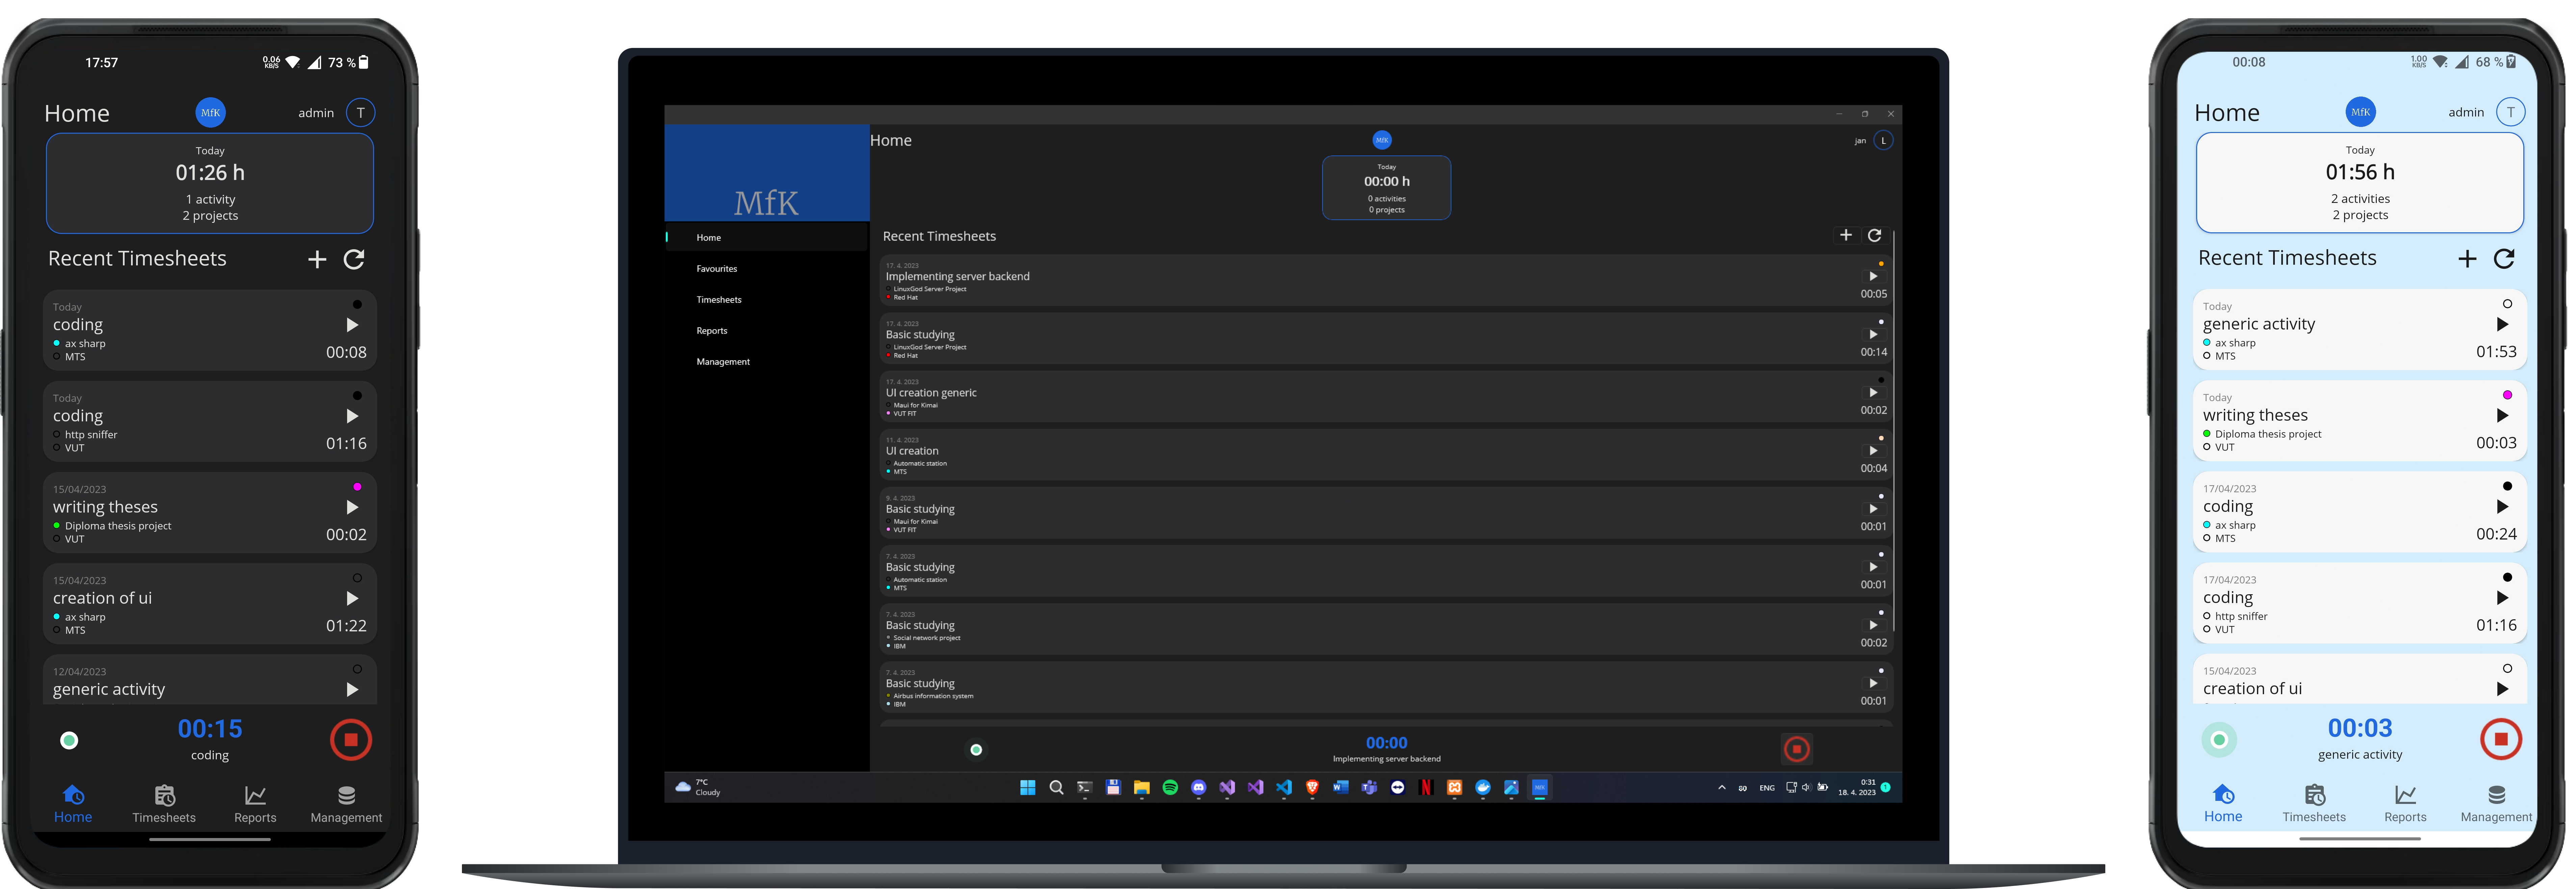 17:57
0.06
KB/S
73 %
Home
MfK
admin
T
Today
01:26 h
1 activity
2 projects
Recent Timesheets
Today
coding
ax sharp
MTS
00:08
Today
coding
http sniffer
VUT
01:16
15/04/2023
writing theses
Diploma thesis project
VUT
00:02
15/04/2023
creation of ui
ax sharp
MTS
01:22
12/04/2023
generic activity
00:15
coding
Home
Timesheets
Reports
Management
MfK
Home
Favourites
Timesheets
Reports
Management
Home
MfK
jan
L
Today
00:00 h
0 activities
0 projects
Recent Timesheets
17. 4. 2023
Implementing server backend
LinuxGod Server Project
Red Hat
00:05
17. 4. 2023
Basic studying
LinuxGod Server Project
Red Hat
00:14
17. 4. 2023
UI creation generic
Maui for Kimai
VUT FIT
00:02
11. 4. 2023
UI creation
Automatic station
MTS
00:04
9. 4. 2023
Basic studying
Maui for Kimai
VUT FIT
00:01
7. 4. 2023
Basic studying
Automatic station
MTS
00:01
7. 4. 2023
Basic studying
Social network project
IBM
00:02
7. 4. 2023
Basic studying
Airbus information system
IBM
00:01
00:00
Implementing server backend
7°C
Cloudy
W
N
MfK
ENG
0:31
18. 4. 2023
1
00:08
1.00
KB/S
68 %
Home
MfK
admin
T
Today
01:56 h
2 activities
2 projects
Recent Timesheets
Today
generic activity
ax sharp
MTS
01:53
Today
writing theses
Diploma thesis project
VUT
00:03
17/04/2023
coding
ax sharp
MTS
00:24
17/04/2023
coding
http sniffer
VUT
01:16
15/04/2023
creation of ui
00:03
generic activity
Home
Timesheets
Reports
Management